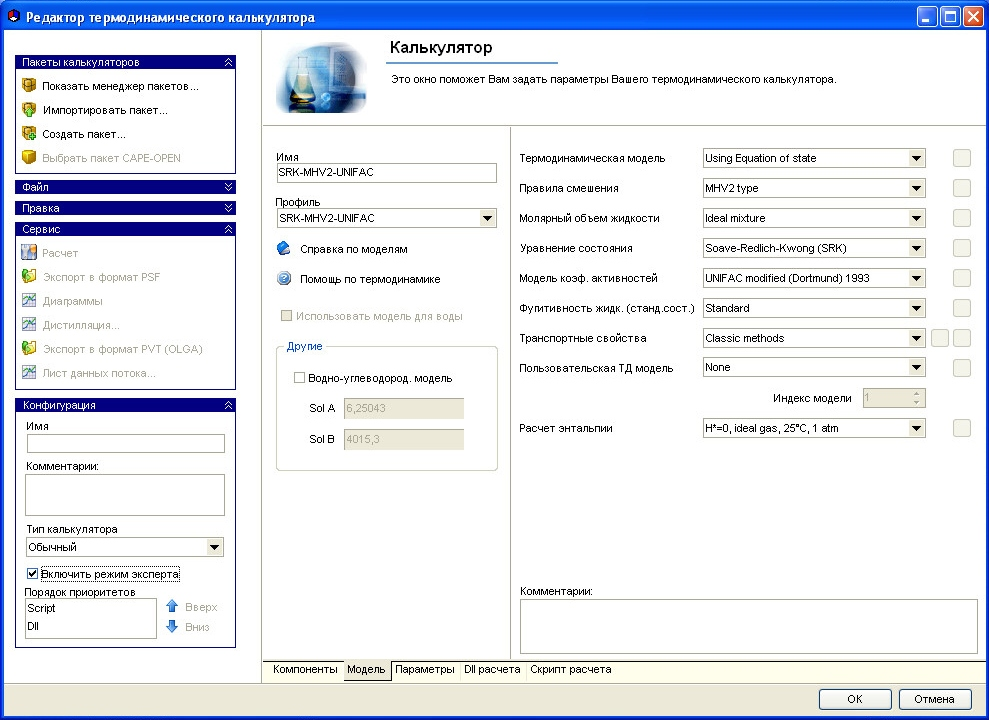 Редактор термодинамического калькулятора
Пакеты калькуляторов
Показать менеджер пакетов...
Импортировать пакет...
Создать пакет...
Выбрать пакет CAPE-OPEN
Файл
Правка
Сервис
Расчет
Экспорт в формат PSF
Диаграммы
Дистилляция...
Экспорт в формат PVT (OLGA)
Лист данных потока...
Конфигурация
Имя
Комментарии:
Тип калькулятора
Обычный
Включить режим эксперта
Порядок приоритетов
Script
Dll
Вверх
Вниз
Калькулятор
Это окно поможет Вам задать параметры Вашего термодинамического калькулятора.
Имя
SRK-MHV2-UNIFAC
Профиль
SRK-MHV2-UNIFAC
Справка по моделям
Помощь по термодинамике
Использовать модель для воды
Другие
Водно-углеводород. модель
Sol A 6,25043
Sol B 4015,3
Термодинамическая модель Using Equation of state
Правила смешения MHV2 type
Молярный объем жидкости Ideal mixture
Уравнение состояния Soave-Redlich-Kwong (SRK)
Модель коэф. активностей UNIFAC modified (Dortmund) 1993
Фугитивность жидк. (станд.сост.) Standard
Транспортные свойства Classic methods
Пользовательская ТД модель None
Индекс модели 1
Расчет энтальпии H*=0, ideal gas, 25°C, 1 atm
Комментарии:
Компоненты Модель Параметры Dll расчета Скрипт расчета
ОК Отмена